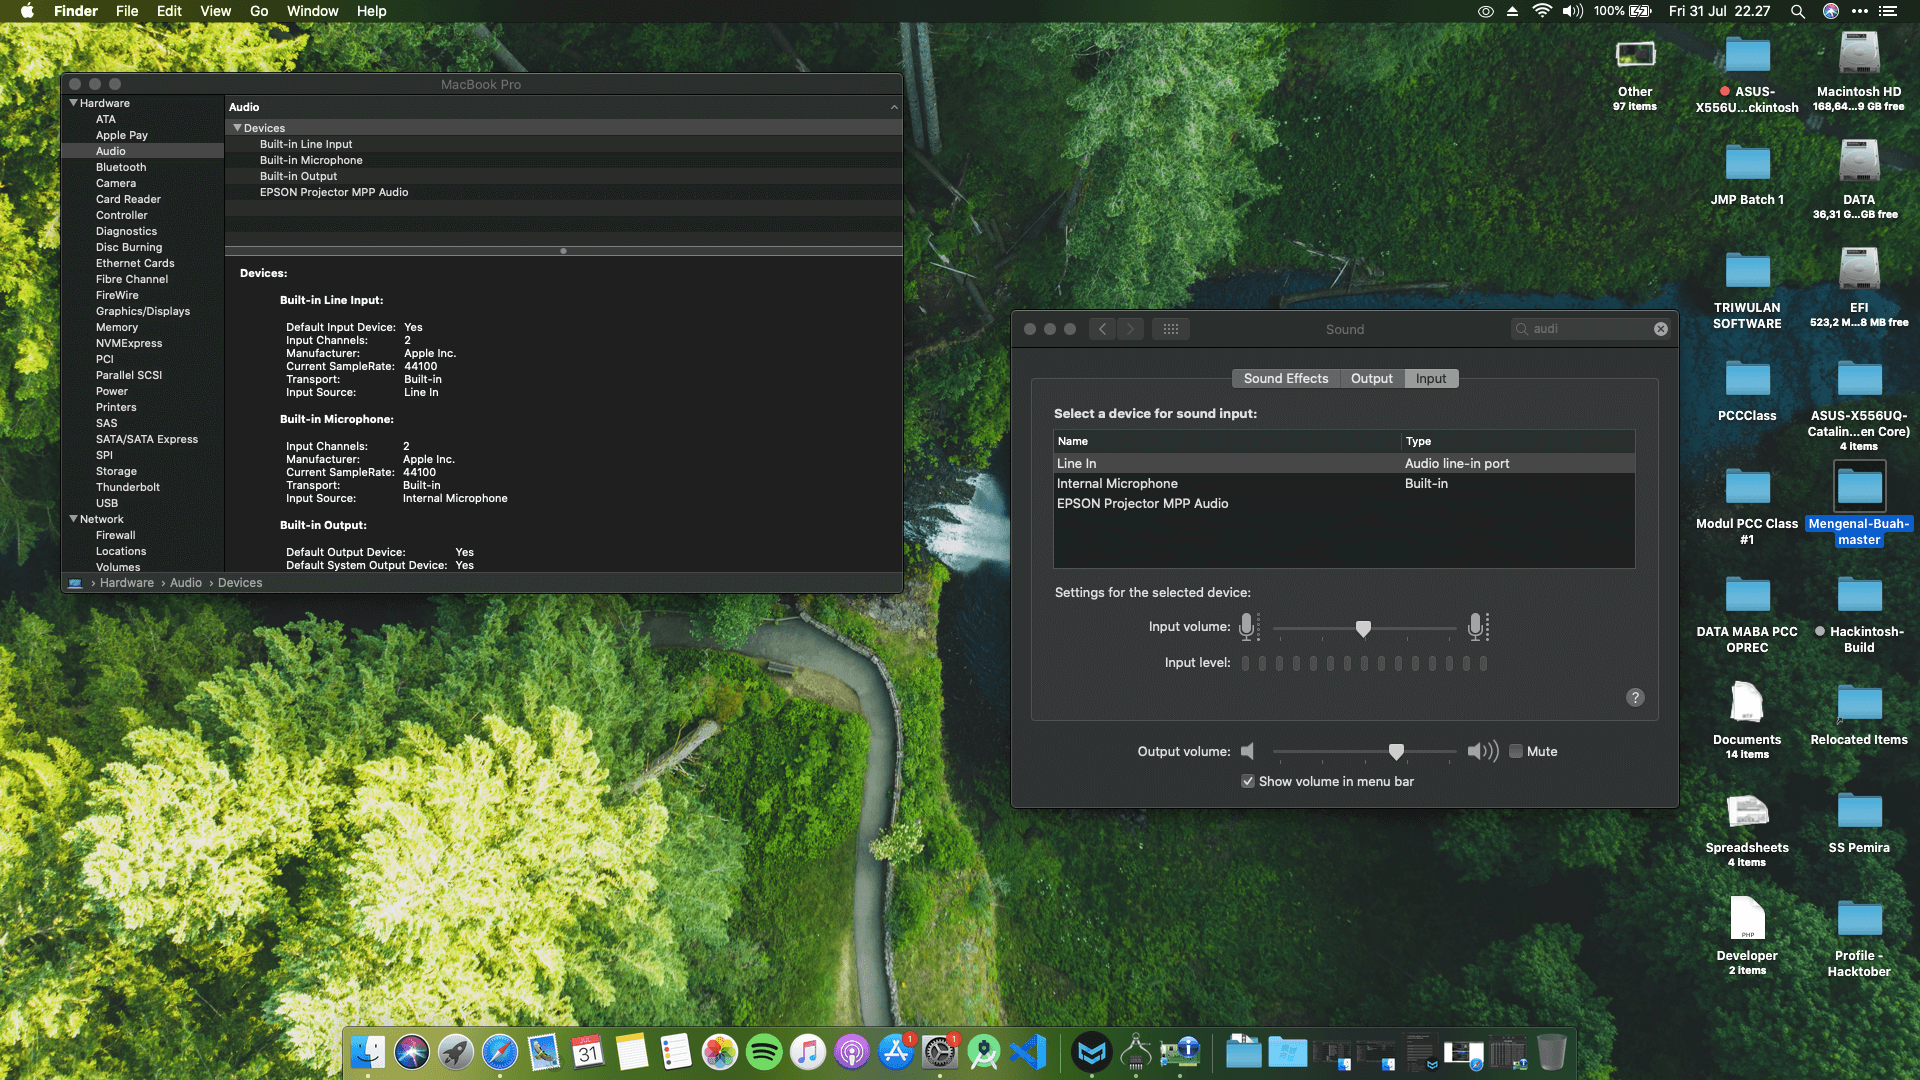 Finder File Edit View Go Window Help
100% Fri 31 Jul 22.27
MacBook Pro
Hardware
ATA
Apple Pay
Audio
Bluetooth
Camera
Card Reader
Controller
Diagnostics
Disc Burning
Ethernet Cards
Fibre Channel
FireWire
Graphics/Displays
Memory
NVMExpress
PCI
Parallel SCSI
Power
Printers
SAS
SATA/SATA Express
SPI
Storage
Thunderbolt
USB
Network
Firewall
Locations
Volumes
Audio
Devices
Built-in Line Input
Built-in Microphone
Built-in Output
EPSON Projector MPP Audio
Devices:
Built-in Line Input:
Default Input Device: Yes
Input Channels: 2
Manufacturer: Apple Inc.
Current SampleRate: 44100
Transport: Built-in
Input Source: Line In
Built-in Microphone:
Input Channels: 2
Manufacturer: Apple Inc.
Current SampleRate: 44100
Transport: Built-in
Input Source: Internal Microphone
Built-in Output:
Default Output Device: Yes
Default System Output Device: Yes
› Hardware › Audio › Devices
Sound
audi
Sound Effects Output Input
Select a device for sound input:
Name Type
Line In Audio line-in port
Internal Microphone Built-in
EPSON Projector MPP Audio
Settings for the selected device:
Input volume:
Input level:
?
Output volume: Mute
Show volume in menu bar
Other
97 items
ASUS-
X556U...ckintosh
Macintosh HD
168,64...9 GB free
JMP Batch 1
DATA
36,31 G...GB free
TRIWULAN
SOFTWARE
EFI
523,2 M...8 MB free
PCCClass
ASUS-X556UQ-
Catalin...en Core)
4 items
Modul PCC Class
#1
Mengenal-Buah-
master
DATA MABA PCC
OPREC
Hackintosh-
Build
Documents
14 items
Relocated Items
Spreadsheets
4 items
SS Pemira
PHP
Developer
2 items
Profile -
Hacktober
JUL
31
1
1